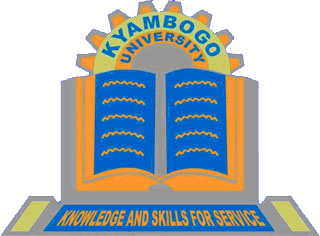 KYAMBOGO
UNIVERSITY
KNOWLEDGE AND SKILLS FOR SERVICE